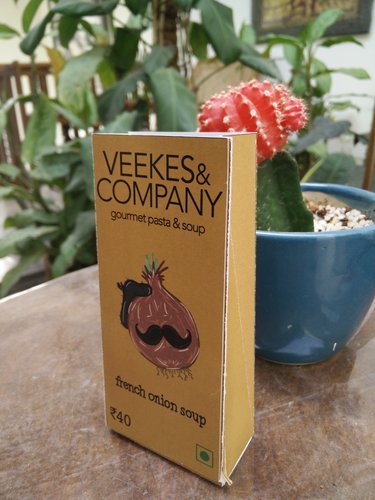 VEEKES&
COMPANY
gourmet pasta & soup
french onion soup
₹40